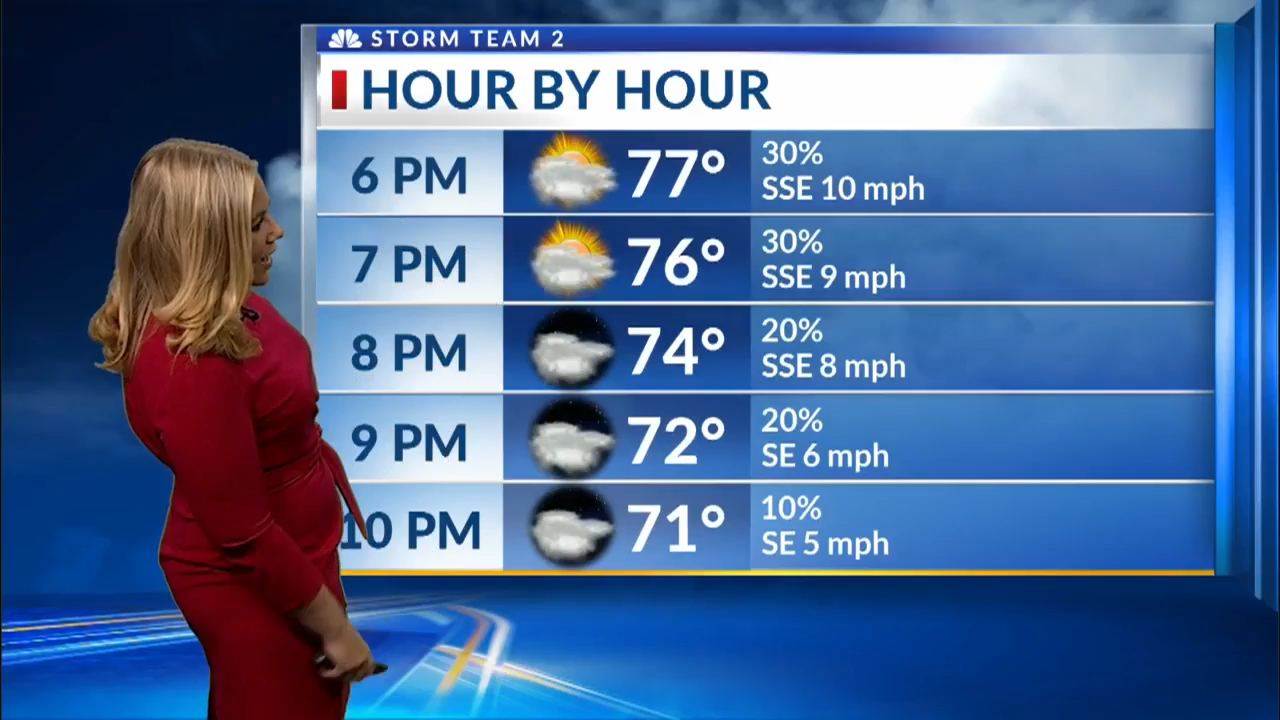 STORM TEAM 2
HOUR BY HOUR
6 PM 77° 30%
SSE 10 mph
7 PM 76° 30%
SSE 9 mph
8 PM 74° 20%
SSE 8 mph
9 PM 72° 20%
SE 6 mph
10 PM 71° 10%
SE 5 mph